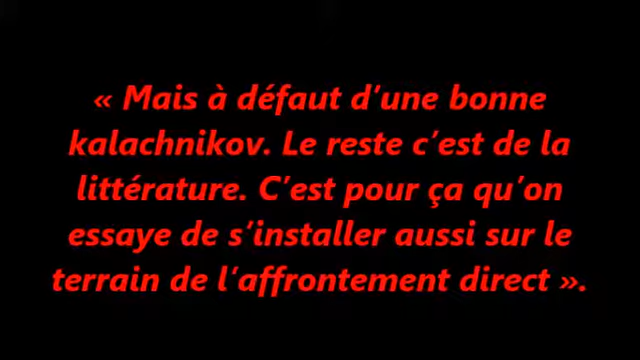 « Mais à défaut d'une bonne
kalachnikov. Le reste c’est de la
littérature. C’est pour ça qu’on
essaye de s’installer aussi sur le
terrain de l’affrontement direct ».